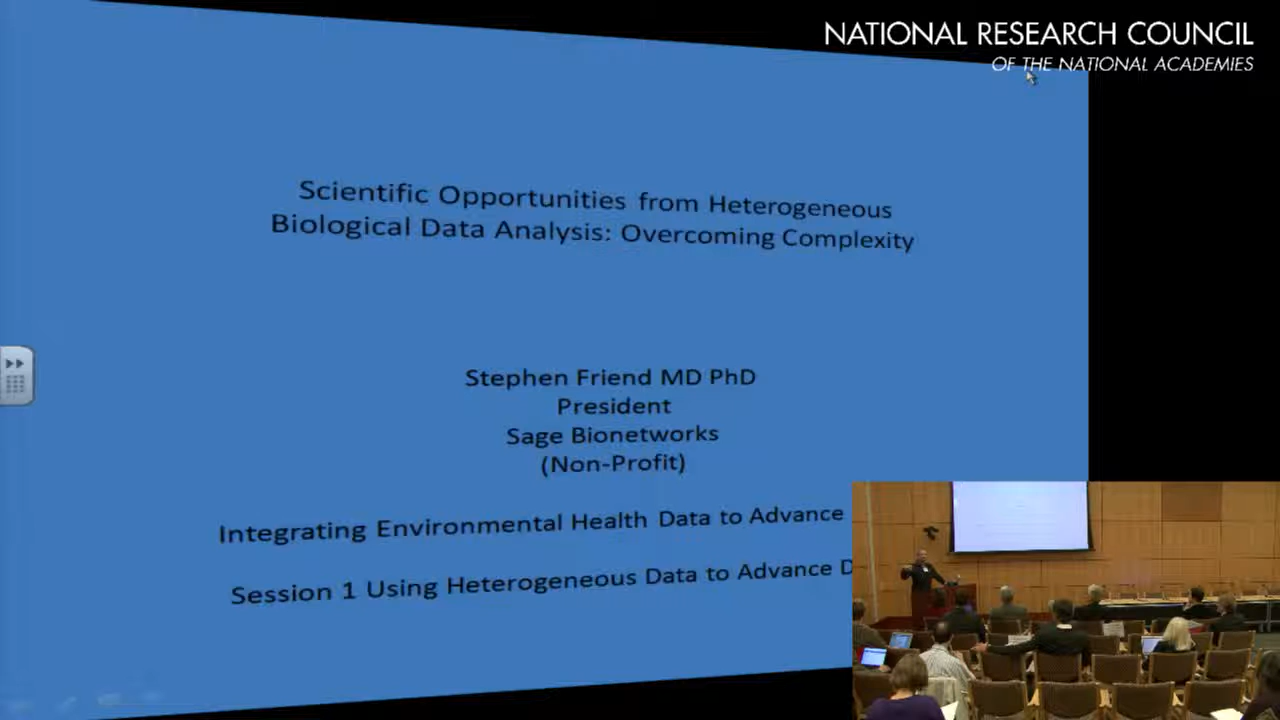 NATIONAL RESEARCH COUNCIL
OF THE NATIONAL ACADEMIES
Scientific Opportunities from Heterogeneous
Biological Data Analysis: Overcoming Complexity
Stephen Friend MD PhD
President
Sage Bionetworks
(Non-Profit)
Integrating Environmental Health Data to Advance
Session 1 Using Heterogeneous Data to Advance D